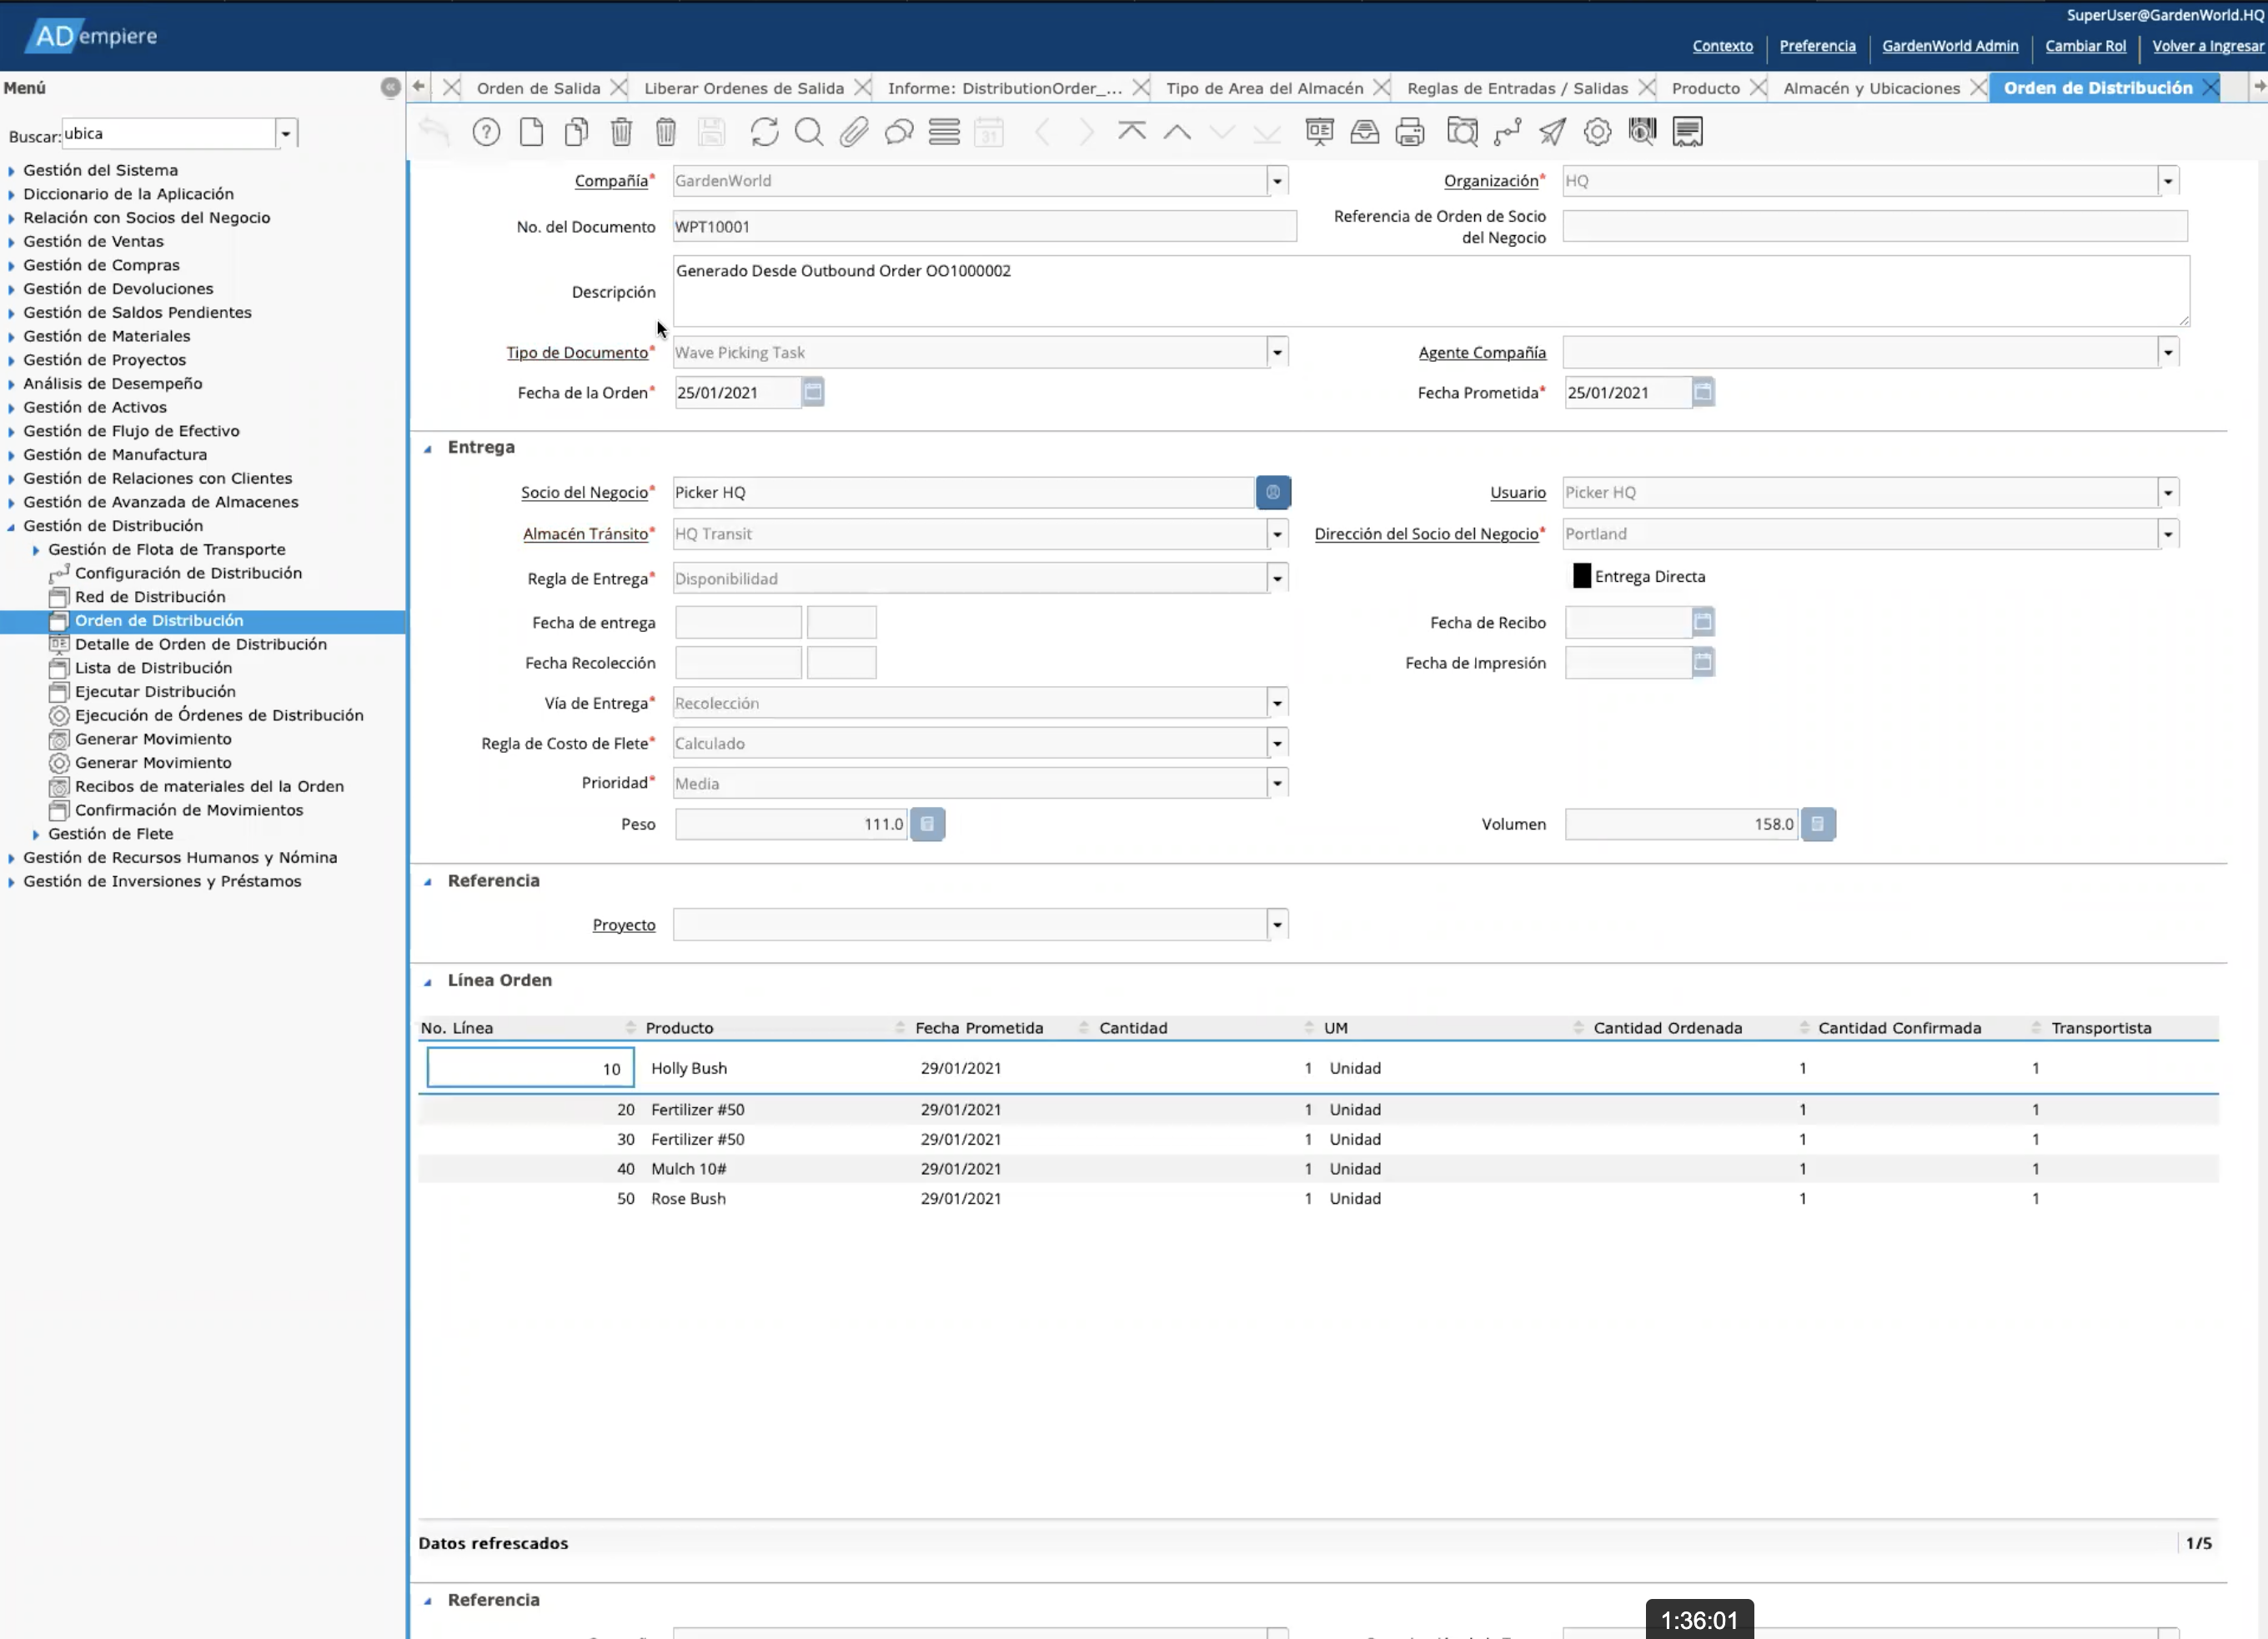 ADempiere
SuperUser@GardenWorld.HQ
Contexto Preferencia GardenWorld Admin Cambiar Rol Volver a Ingresar
Menú
Orden de Salida Liberar Ordenes de Salida Informe: DistributionOrder_... Tipo de Area del Almacén Reglas de Entradas / Salidas Producto Almacén y Ubicaciones Orden de Distribución
Buscar: ubica
31
Gestión del Sistema
Diccionario de la Aplicación
Relación con Socios del Negocio
Gestión de Ventas
Gestión de Compras
Gestión de Devoluciones
Gestión de Saldos Pendientes
Gestión de Materiales
Gestión de Proyectos
Análisis de Desempeño
Gestión de Activos
Gestión de Flujo de Efectivo
Gestión de Manufactura
Gestión de Relaciones con Clientes
Gestión de Avanzada de Almacenes
Gestión de Distribución
Gestión de Flota de Transporte
Configuración de Distribución
Red de Distribución
Orden de Distribución
Detalle de Orden de Distribución
Lista de Distribución
Ejecutar Distribución
Ejecución de Órdenes de Distribución
Generar Movimiento
Generar Movimiento
Recibos de materiales del la Orden
Confirmación de Movimientos
Gestión de Flete
Gestión de Recursos Humanos y Nómina
Gestión de Inversiones y Préstamos
Compañía* GardenWorld Organización* HQ
No. del Documento WPT10001 Referencia de Orden de Socio del Negocio
Descripción Generado Desde Outbound Order OO1000002
Tipo de Documento* Wave Picking Task Agente Compañía
Fecha de la Orden* 25/01/2021 Fecha Prometida* 25/01/2021
Entrega
Socio del Negocio* Picker HQ Usuario Picker HQ
Almacén Tránsito* HQ Transit Dirección del Socio del Negocio* Portland
Regla de Entrega* Disponibilidad Entrega Directa
Fecha de entrega Fecha de Recibo
Fecha Recolección Fecha de Impresión
Vía de Entrega* Recolección
Regla de Costo de Flete* Calculado
Prioridad* Media
Peso 111.0 Volumen 158.0
Referencia
Proyecto
Línea Orden
No. Línea Producto Fecha Prometida Cantidad UM Cantidad Ordenada Cantidad Confirmada Transportista
10 Holly Bush 29/01/2021 1 Unidad 1 1
20 Fertilizer #50 29/01/2021 1 Unidad 1 1
30 Fertilizer #50 29/01/2021 1 Unidad 1 1
40 Mulch 10# 29/01/2021 1 Unidad 1 1
50 Rose Bush 29/01/2021 1 Unidad 1 1
Datos refrescados 1/5
Referencia
1:36:01